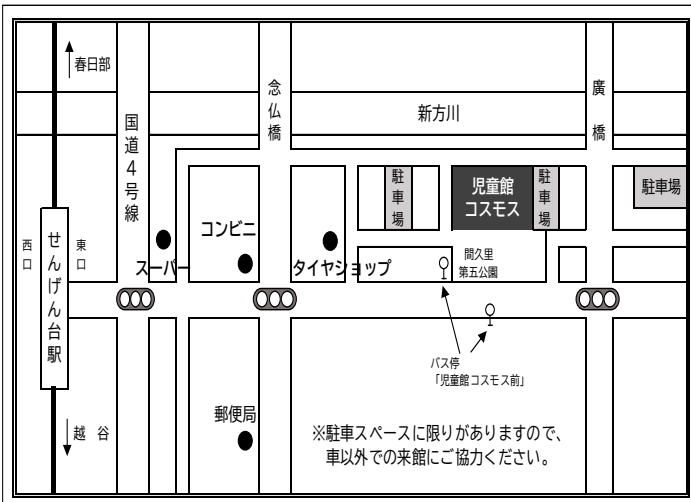 春日部
国道4号線
念仏橋
新方川
廣橋
駐車場
児童館
コスモス
駐車場
駐車場
西口
せんげん台駅
東口
コンビニ
スーパー
タイヤショップ
間久里
第五公園
バス停
「児童館コスモス前」
越谷
郵便局
※駐車スペースに限りがありますので、
車以外での来館にご協力ください。